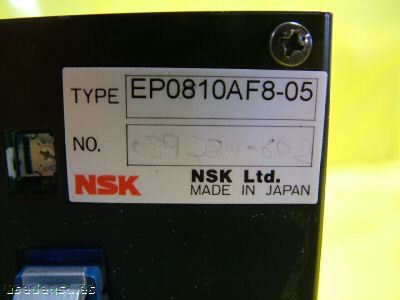 TYPE EP0810AF8-05
NO.
NSK NSK Ltd.
MADE IN JAPAN